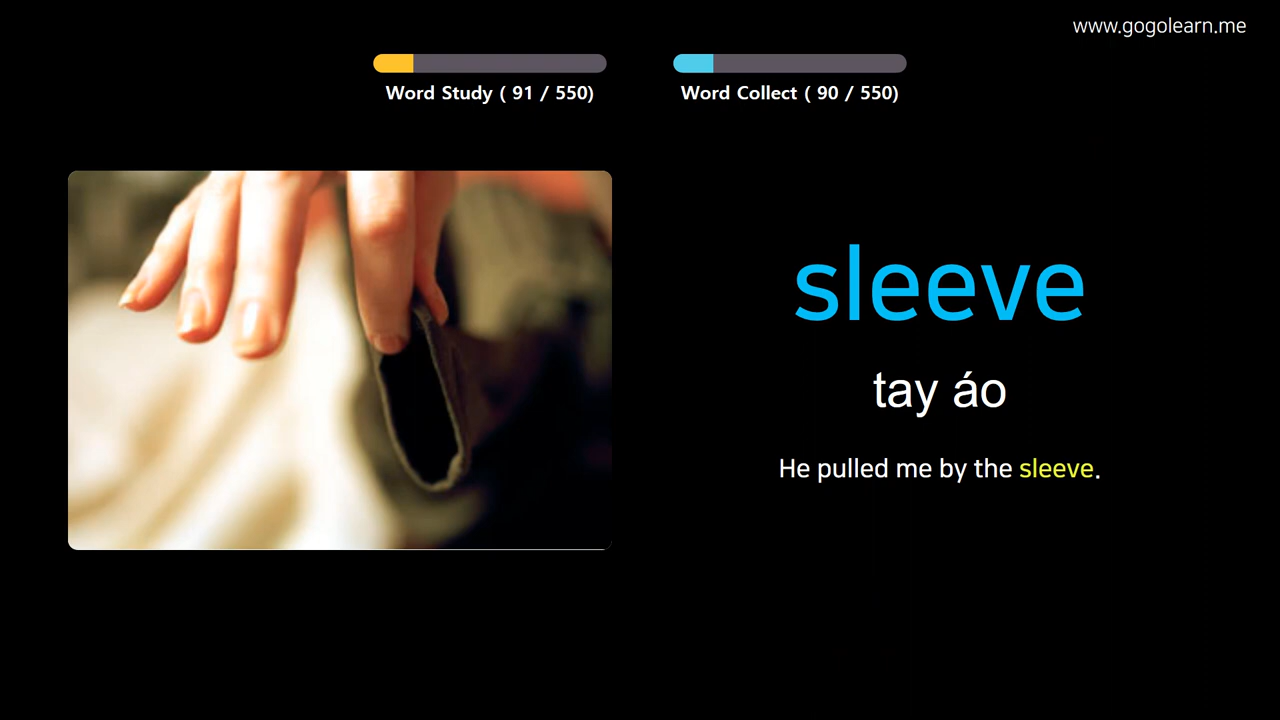 www.gogolearn.me
Word Study ( 91 / 550)
Word Collect ( 90 / 550)
sleeve
tay áo
He pulled me by the sleeve.